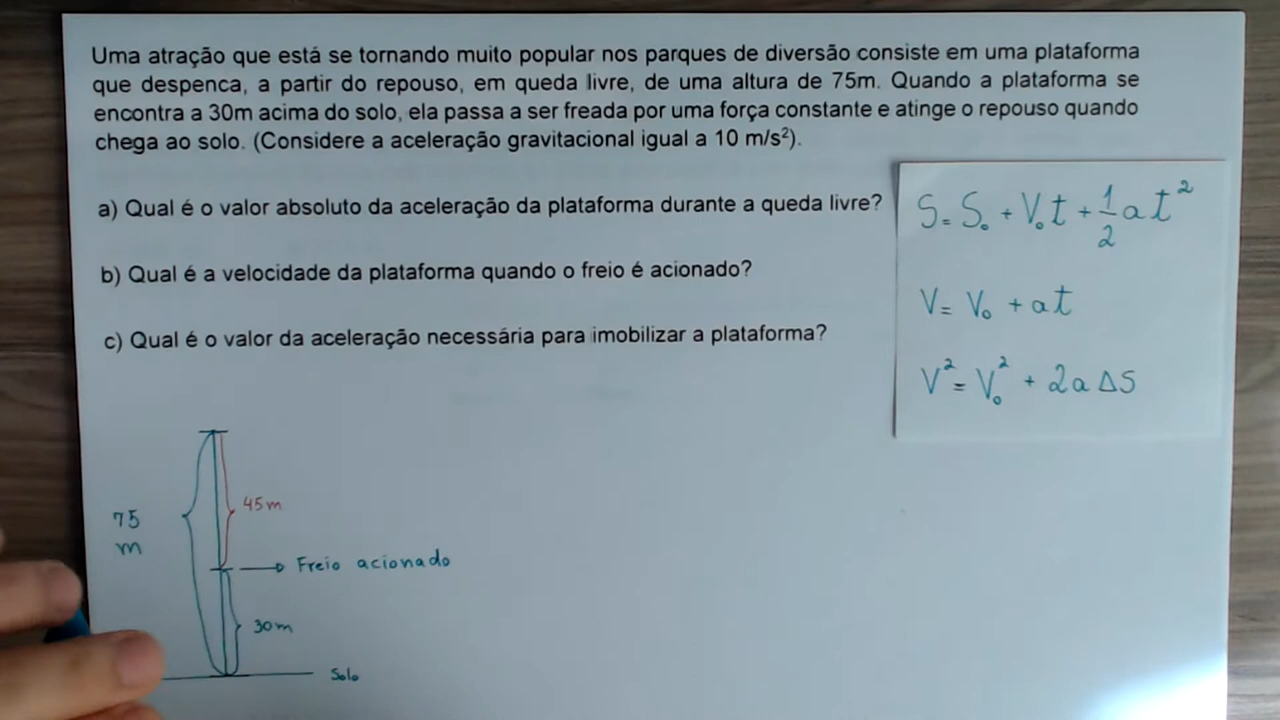 Uma atração que está se tornando muito popular nos parques de diversão consiste em uma plataforma
que despenca, a partir do repouso, em queda livre, de uma altura de 75m. Quando a plataforma se
encontra a 30m acima do solo, ela passa a ser freada por uma força constante e atinge o repouso quando
chega ao solo. (Considere a aceleração gravitacional igual a 10 m/s²).
a) Qual é o valor absoluto da aceleração da plataforma durante a queda livre?
b) Qual é a velocidade da plataforma quando o freio é acionado?
c) Qual é o valor da aceleração necessária para imobilizar a plataforma?
S = S₀ + V₀t + 1/2 at²
V = V₀ + at
V² = V₀² + 2a ΔS
45m
75
m
Freio acionado
30m
Solo